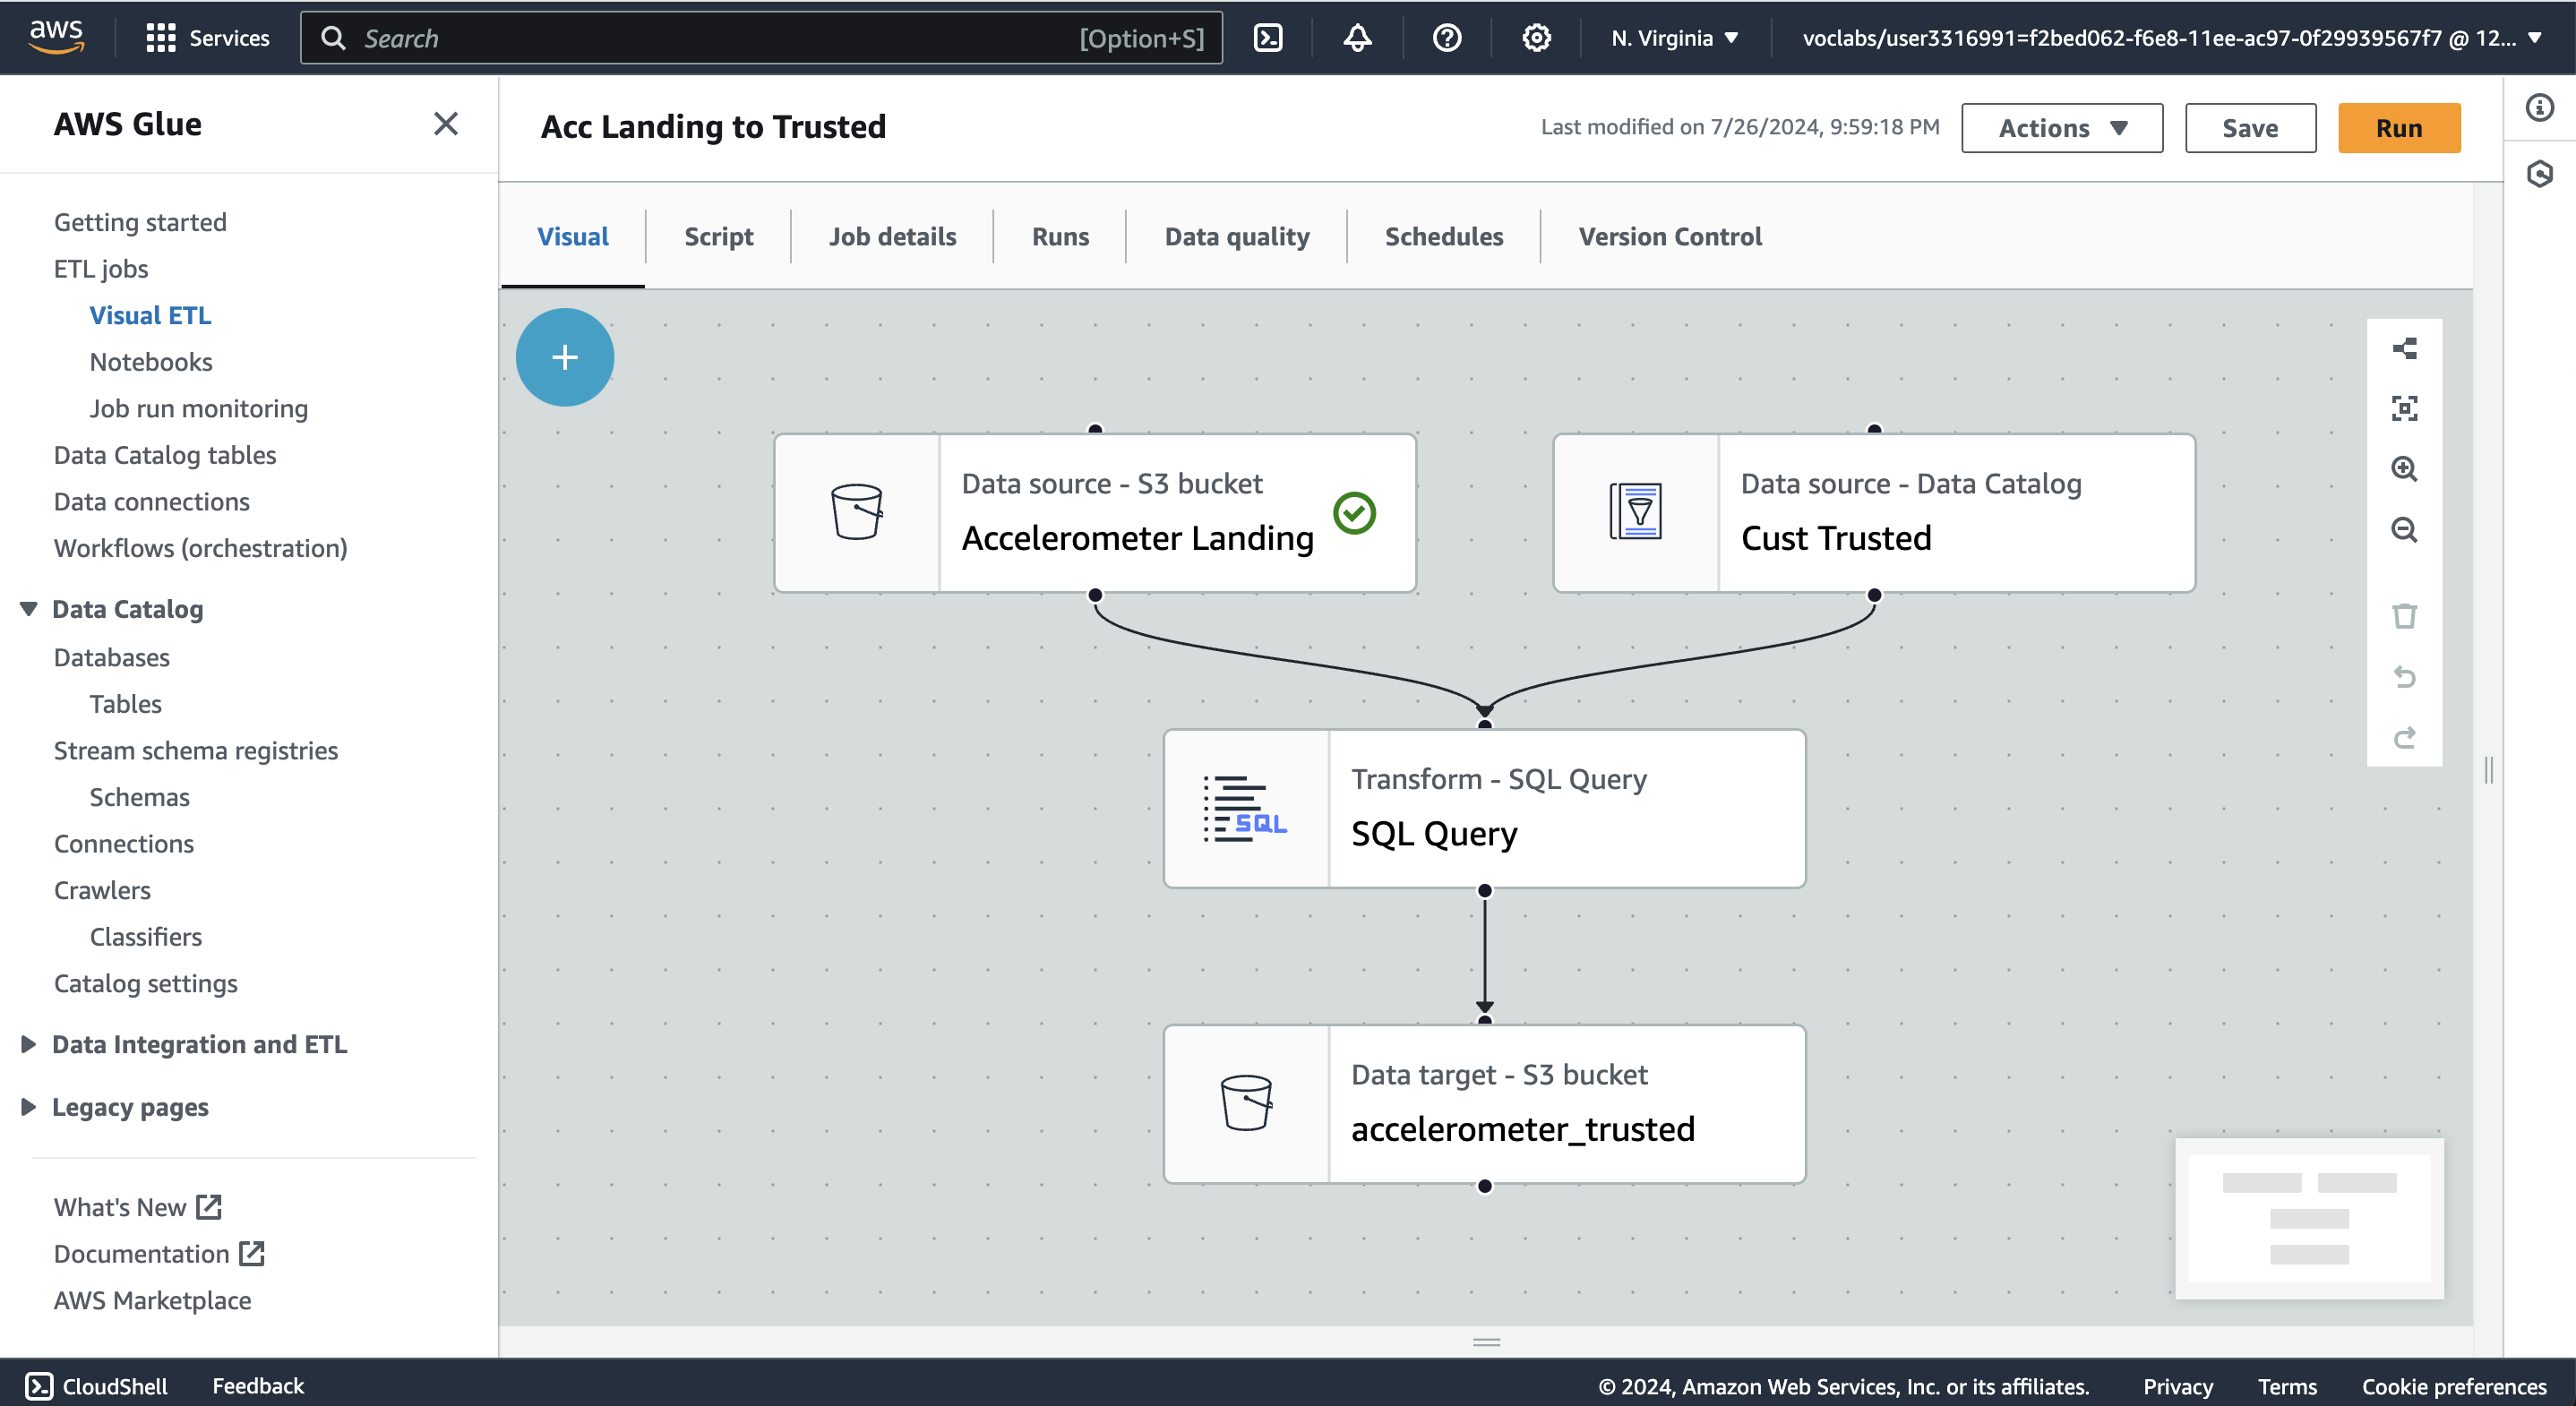 aws
Services
Search
[Option+S]
N. Virginia
voclabs/user3316991=f2bed062-f6e8-11ee-ac97-0f29939567f7 @ 12...
AWS Glue
Getting started
ETL jobs
Visual ETL
Notebooks
Job run monitoring
Data Catalog tables
Data connections
Workflows (orchestration)
Data Catalog
Databases
Tables
Stream schema registries
Schemas
Connections
Crawlers
Classifiers
Catalog settings
Data Integration and ETL
Legacy pages
What's New
Documentation
AWS Marketplace
Acc Landing to Trusted
Last modified on 7/26/2024, 9:59:18 PM
Actions
Save
Run
Visual
Script
Job details
Runs
Data quality
Schedules
Version Control
Data source - S3 bucket
Accelerometer Landing
Data source - Data Catalog
Cust Trusted
Transform - SQL Query
SQL
SQL Query
Data target - S3 bucket
accelerometer_trusted
CloudShell
Feedback
© 2024, Amazon Web Services, Inc. or its affiliates.
Privacy
Terms
Cookie preferences